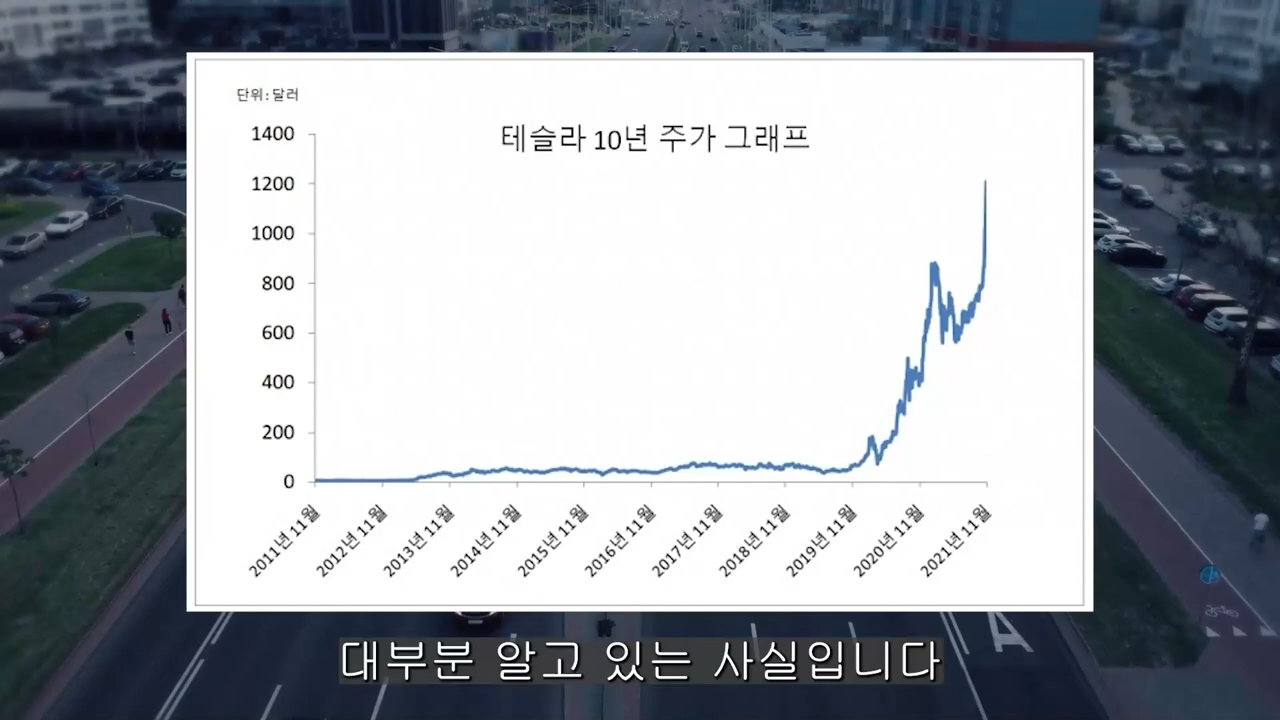 단위:달러
테슬라 10년 주가 그래프
1400
1200
1000
800
600
400
200
0
2011년 11월
2012년 11월
2013년 11월
2014년 11월
2015년 11월
2016년 11월
2017년 11월
2018년 11월
2019년 11월
2020년 11월
2021년 11월
A
대부분 알고 있는 사실입니다